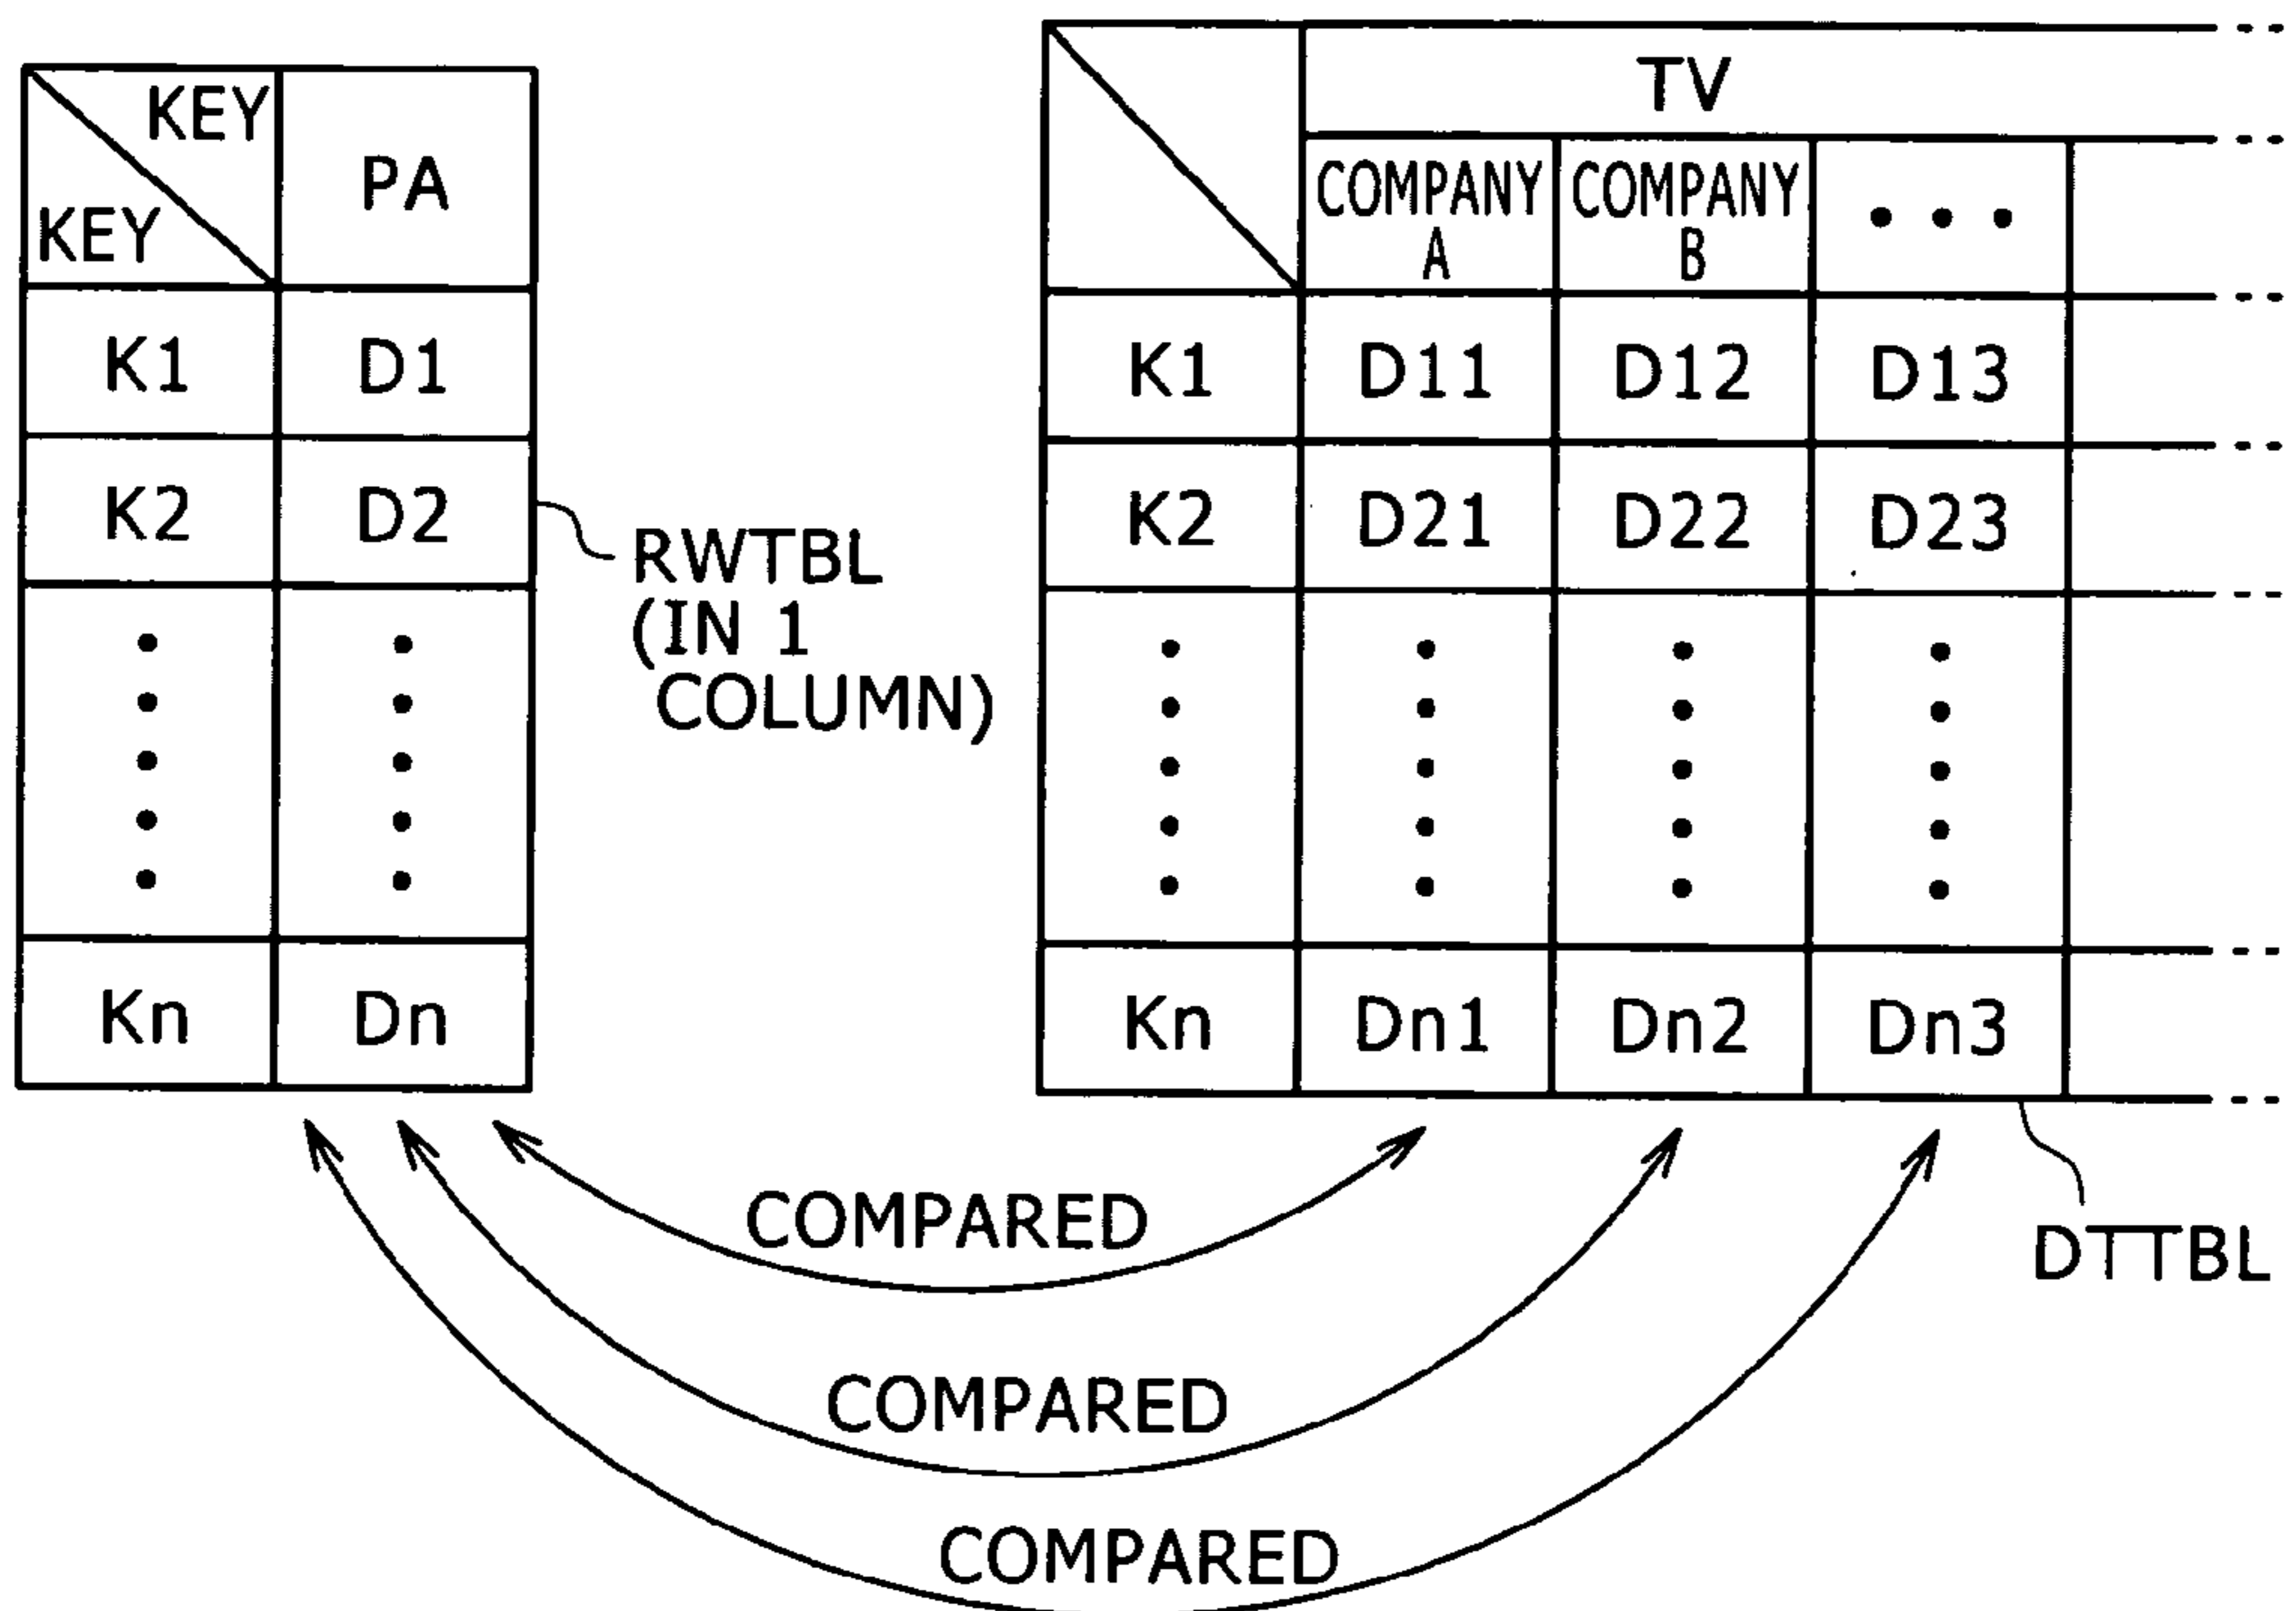 KEY
KEY
PA
K1 D1
K2 D2
Kn Dn
RWTBL
(IN 1
COLUMN)
TV
COMPANY A
COMPANY B
• • •
K1 D11 D12 D13
K2 D21 D22 D23
Kn Dn1 Dn2 Dn3
DTTBL
COMPARED
COMPARED
COMPARED